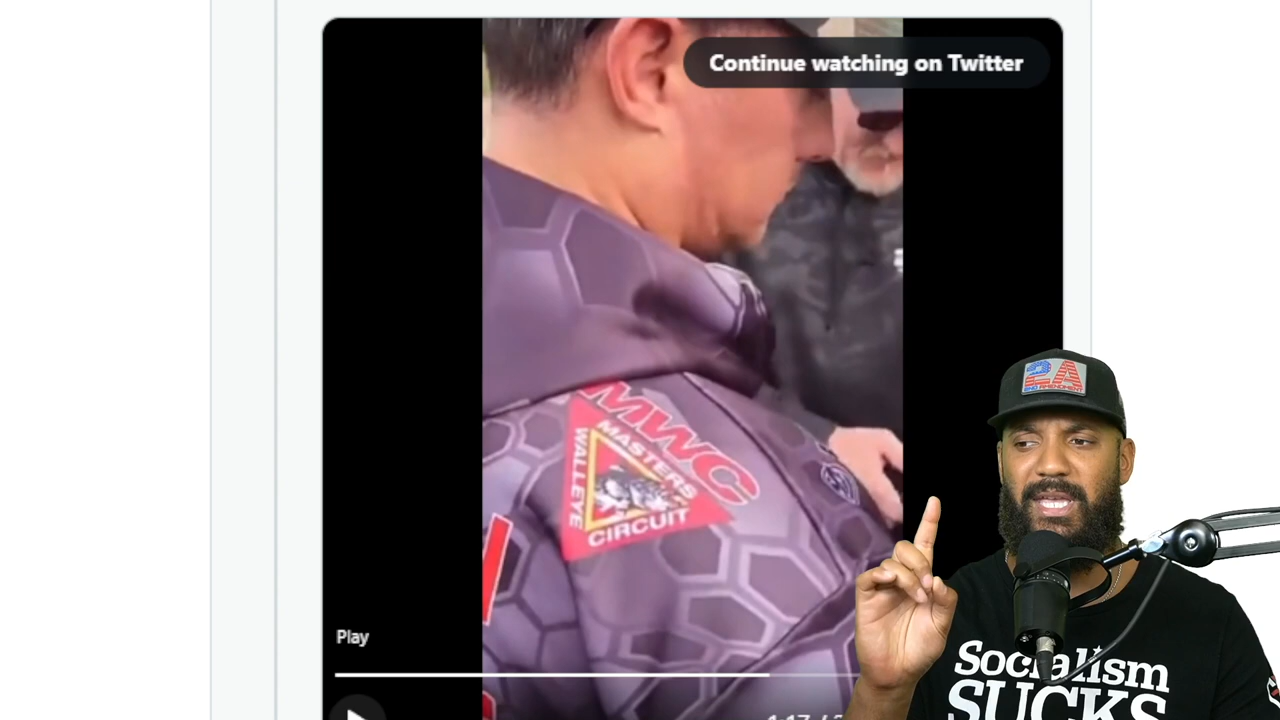 Continue watching on Twitter
MWC
MASTERS
WALLEYE
CIRCUIT
Play
2A
Socialism
SUCKS